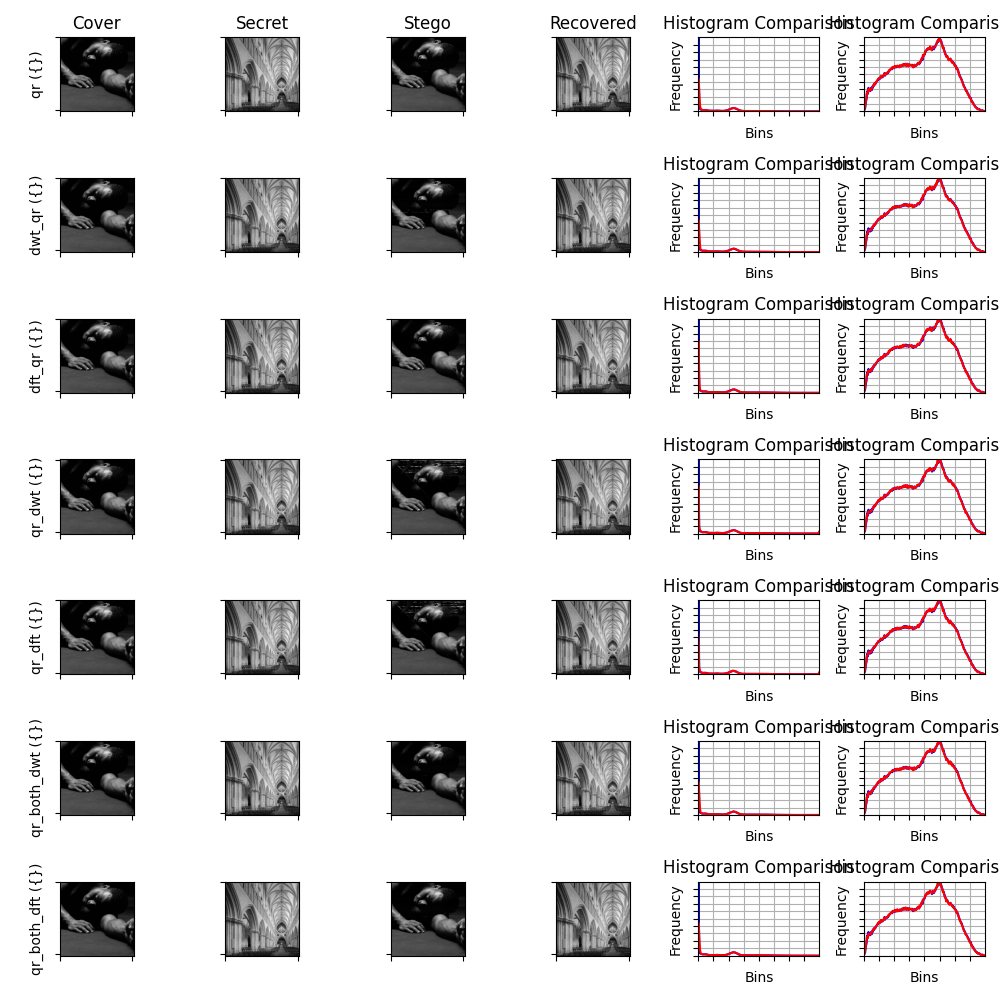 Cover Secret Stego Recovered Histogram Comparison Histogram Comparis
qr ({}) Frequency Frequency
Bins Bins
Histogram Comparison Histogram Comparis
dwt_qr ({}) Frequency Frequency
Bins Bins
Histogram Comparison Histogram Comparis
dft_qr ({}) Frequency Frequency
Bins Bins
Histogram Comparison Histogram Comparis
qr_dwt ({}) Frequency Frequency
Bins Bins
Histogram Comparison Histogram Comparis
qr_dft ({}) Frequency Frequency
Bins Bins
Histogram Comparison Histogram Comparis
qr_both_dwt ({}) Frequency Frequency
Bins Bins
Histogram Comparison Histogram Comparis
qr_both_dft ({}) Frequency Frequency
Bins Bins